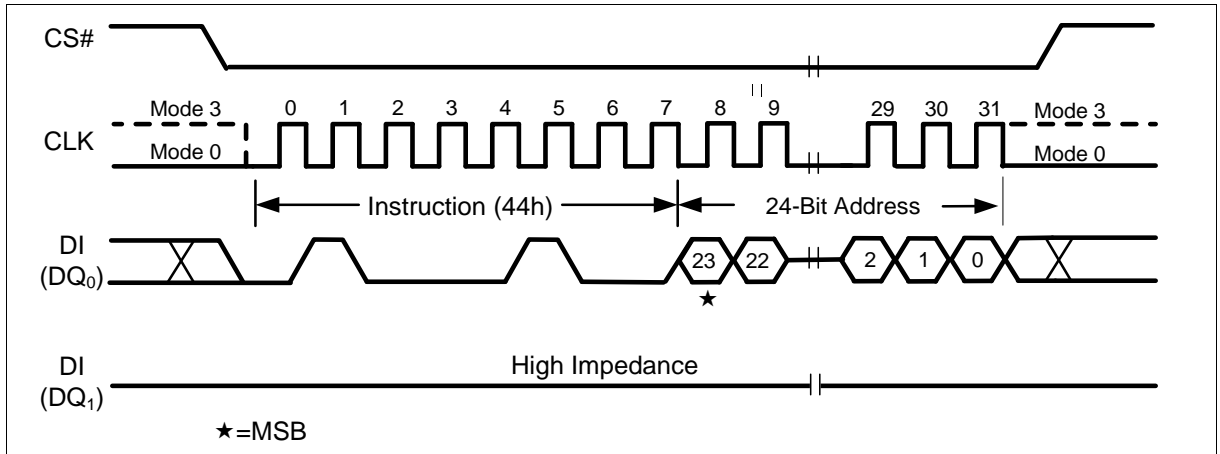 CS#
Mode 3 0 1 2 3 4 5 6 7 8 9 29 30 31 Mode 3
CLK
Mode 0 Mode 0
Instruction (44h) 24-Bit Address
DI
(DQ0)
23 22 2 1 0
★
High Impedance
DI
(DQ1)
★=MSB